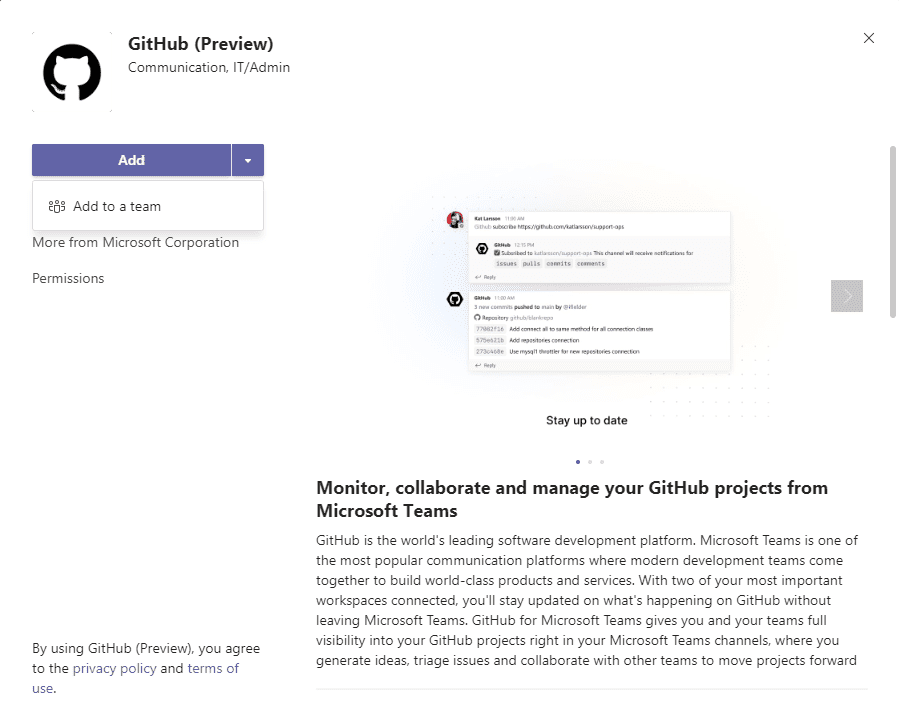 GitHub (Preview)
Communication, IT/Admin
Add
Add to a team
More from Microsoft Corporation
Permissions
By using GitHub (Preview), you agree
to the privacy policy and terms of
use.
Kat Larsson 11:00 AM
Github subscribe https://github.com/katlarsson/support-ops
GitHub 12:15 PM
Subsribed to katlarsson/support-ops This channel will receive notifications for
issues pulls commits comments
Reply
GitHub 11:00 AM
3 new commits pushed to main by
Repository github/blankrepo
77082f16 Add connect all to same method for all connection classes
575e621b Add repositories connection
273c468e Use mysql1 throttler for new repositories connection
Reply
Stay up to date
Monitor, collaborate and manage your GitHub projects from
Microsoft Teams
GitHub is the world's leading software development platform. Microsoft Teams is one of
the most popular communication platforms where modern development teams come
together to build world-class products and services. With two of your most important
workspaces connected, you'll stay updated on what's happening on GitHub without
leaving Microsoft Teams. GitHub for Microsoft Teams gives you and your teams full
visibility into your GitHub projects right in your Microsoft Teams channels, where you
generate ideas, triage issues and collaborate with other teams to move projects forward